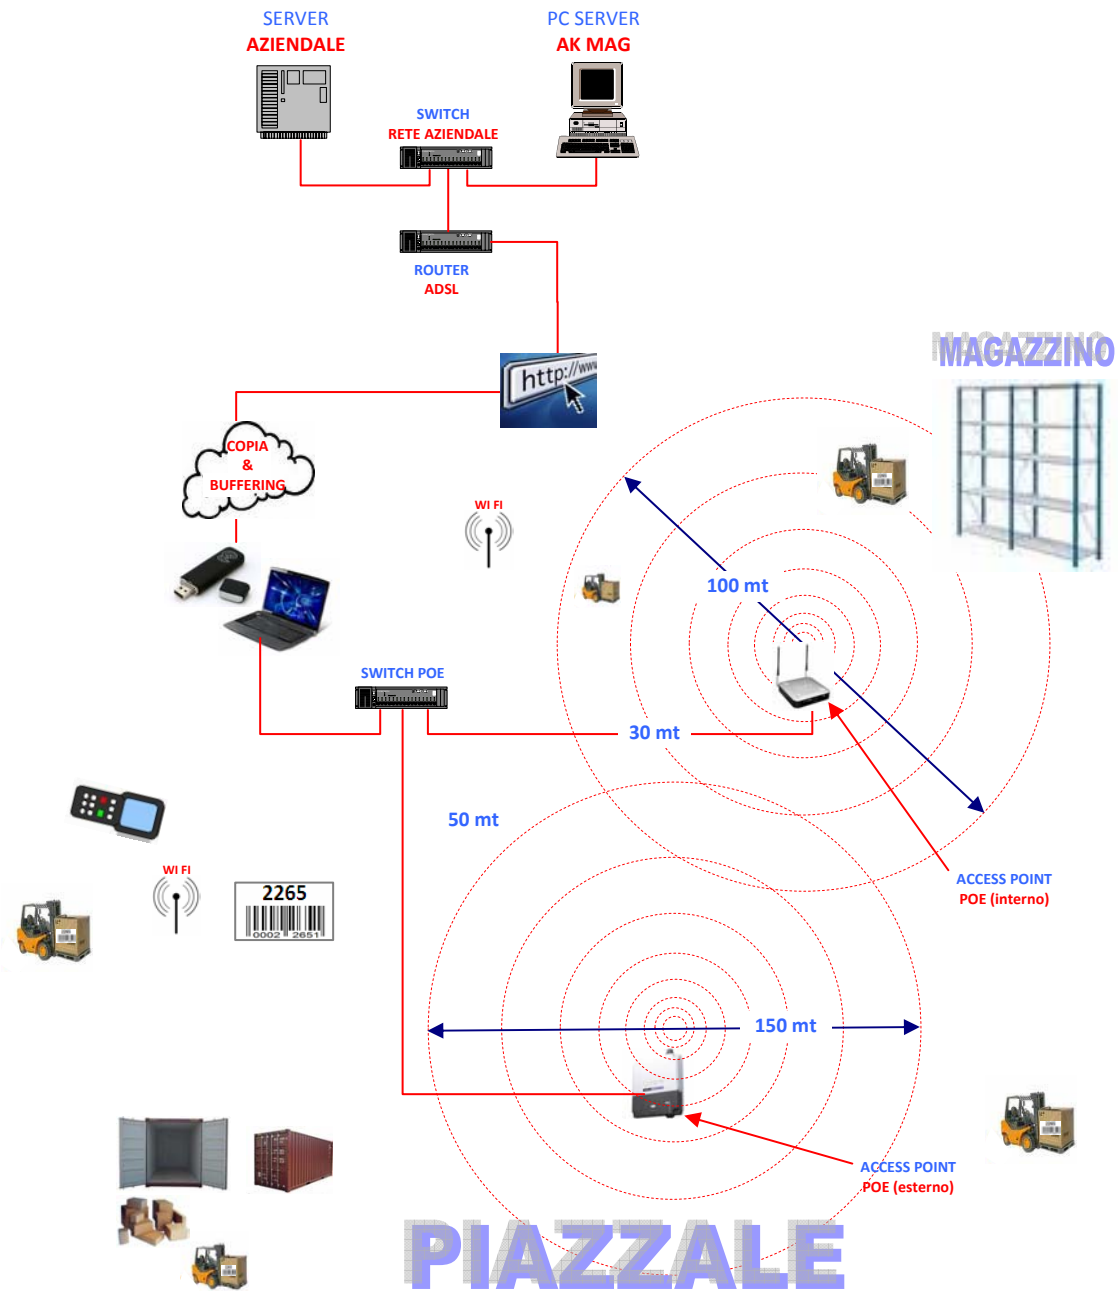 SERVER
AZIENDALE
PC SERVER
AK MAG
SWITCH
RETE AZIENDALE
ROUTER
ADSL
http://ww
MAGAZZINO
COPIA
&
BUFFERING
WI FI
100 mt
SWITCH POE
30 mt
50 mt
WI FI
2265
0002 2651
ACCESS POINT
POE (interno)
150 mt
ACCESS POINT
POE (esterno)
PIAZZALE